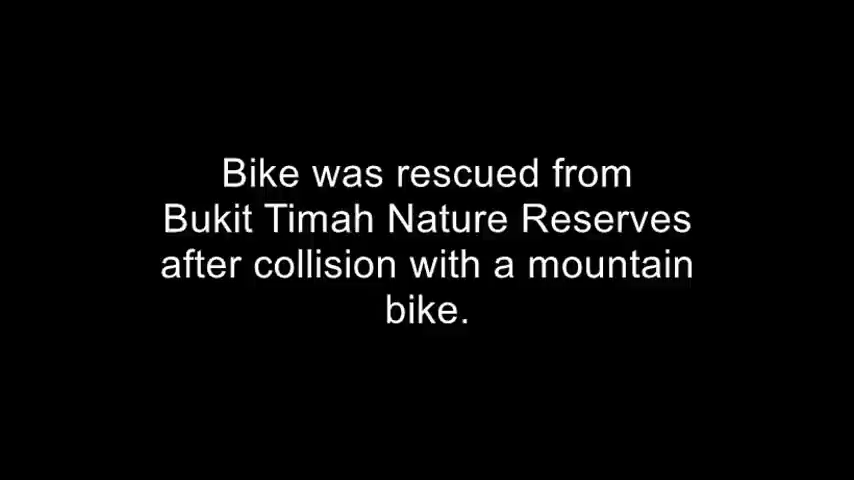 Bike was rescued from
Bukit Timah Nature Reserves
after collision with a mountain
bike.